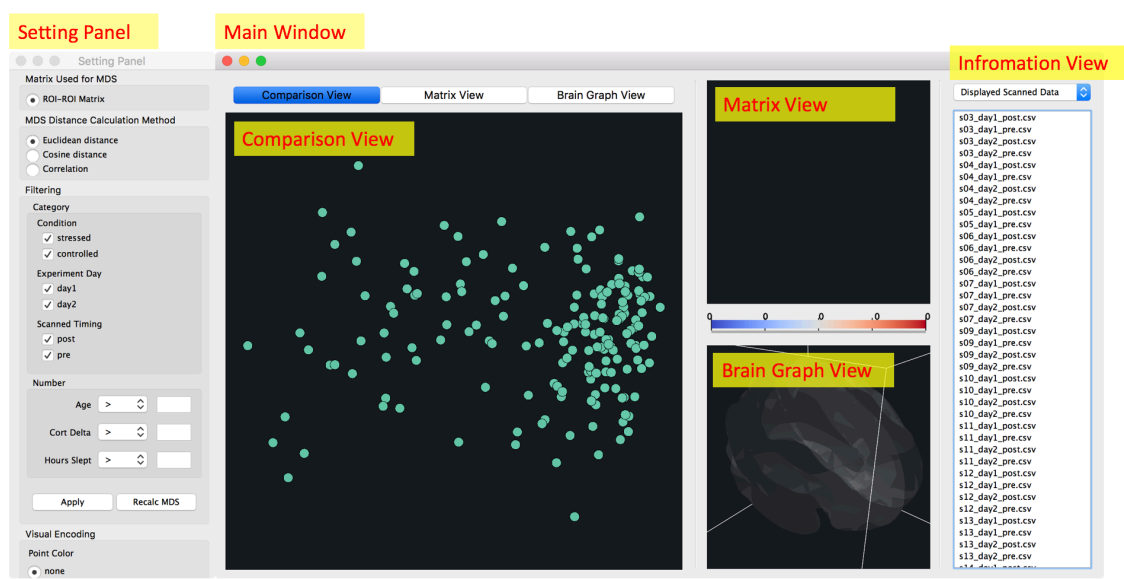 Setting Panel
Main Window
Infromation View
Setting Panel
Matrix Used for MDS
ROI-ROI Matrix
MDS Distance Calculation Method
Euclidean distance
Cosine distance
Correlation
Filtering
Category
Condition
stressed
controlled
Experiment Day
day1
day2
Scanned Timing
post
pre
Number
Age >
Cort Delta >
Hours Slept >
Apply Recalc MDS
Visual Encoding
Point Color
none
Comparison View Matrix View Brain Graph View
Comparison View
Matrix View
0 0 .0 .0 0
Brain Graph View
Displayed Scanned Data
s03_day1_post.csv
s03_day1_pre.csv
s03_day2_post.csv
s03_day2_pre.csv
s04_day1_post.csv
s04_day1_pre.csv
s04_day2_post.csv
s04_day2_pre.csv
s05_day1_post.csv
s05_day1_pre.csv
s06_day1_post.csv
s06_day1_pre.csv
s06_day2_post.csv
s06_day2_pre.csv
s07_day1_post.csv
s07_day1_pre.csv
s07_day2_post.csv
s07_day2_pre.csv
s09_day1_post.csv
s09_day1_pre.csv
s09_day2_post.csv
s09_day2_pre.csv
s10_day1_post.csv
s10_day1_pre.csv
s10_day2_post.csv
s10_day2_pre.csv
s11_day1_post.csv
s11_day1_pre.csv
s11_day2_post.csv
s11_day2_pre.csv
s12_day1_post.csv
s12_day1_pre.csv
s12_day2_post.csv
s12_day2_pre.csv
s13_day1_post.csv
s13_day1_pre.csv
s13_day2_post.csv
s13_day2_pre.csv
s14_day1_post.csv